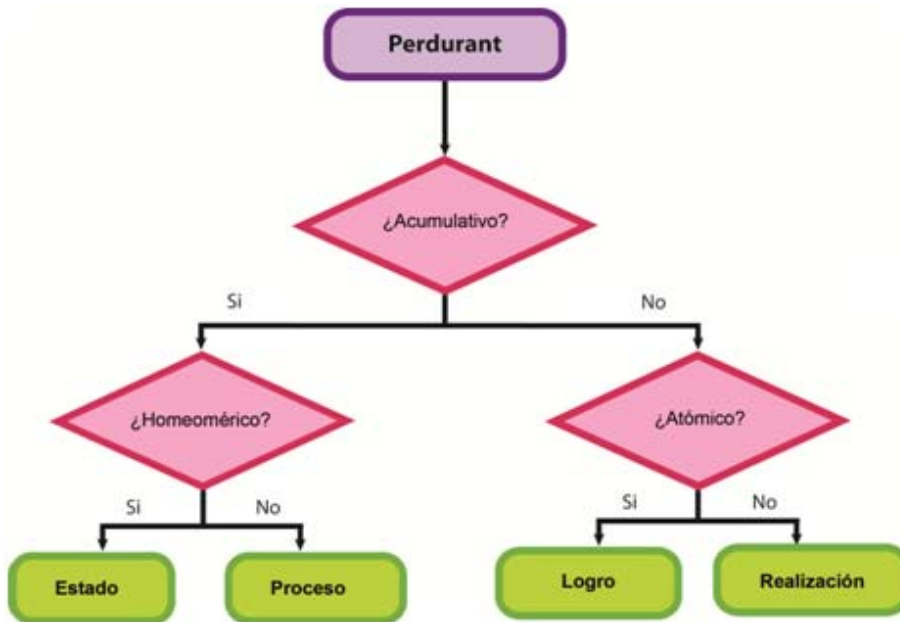 Perdurant
¿Acumulativo?
Si
No
¿Homeomérico?
¿Atómico?
Si
No
Si
No
Estado
Proceso
Logro
Realización